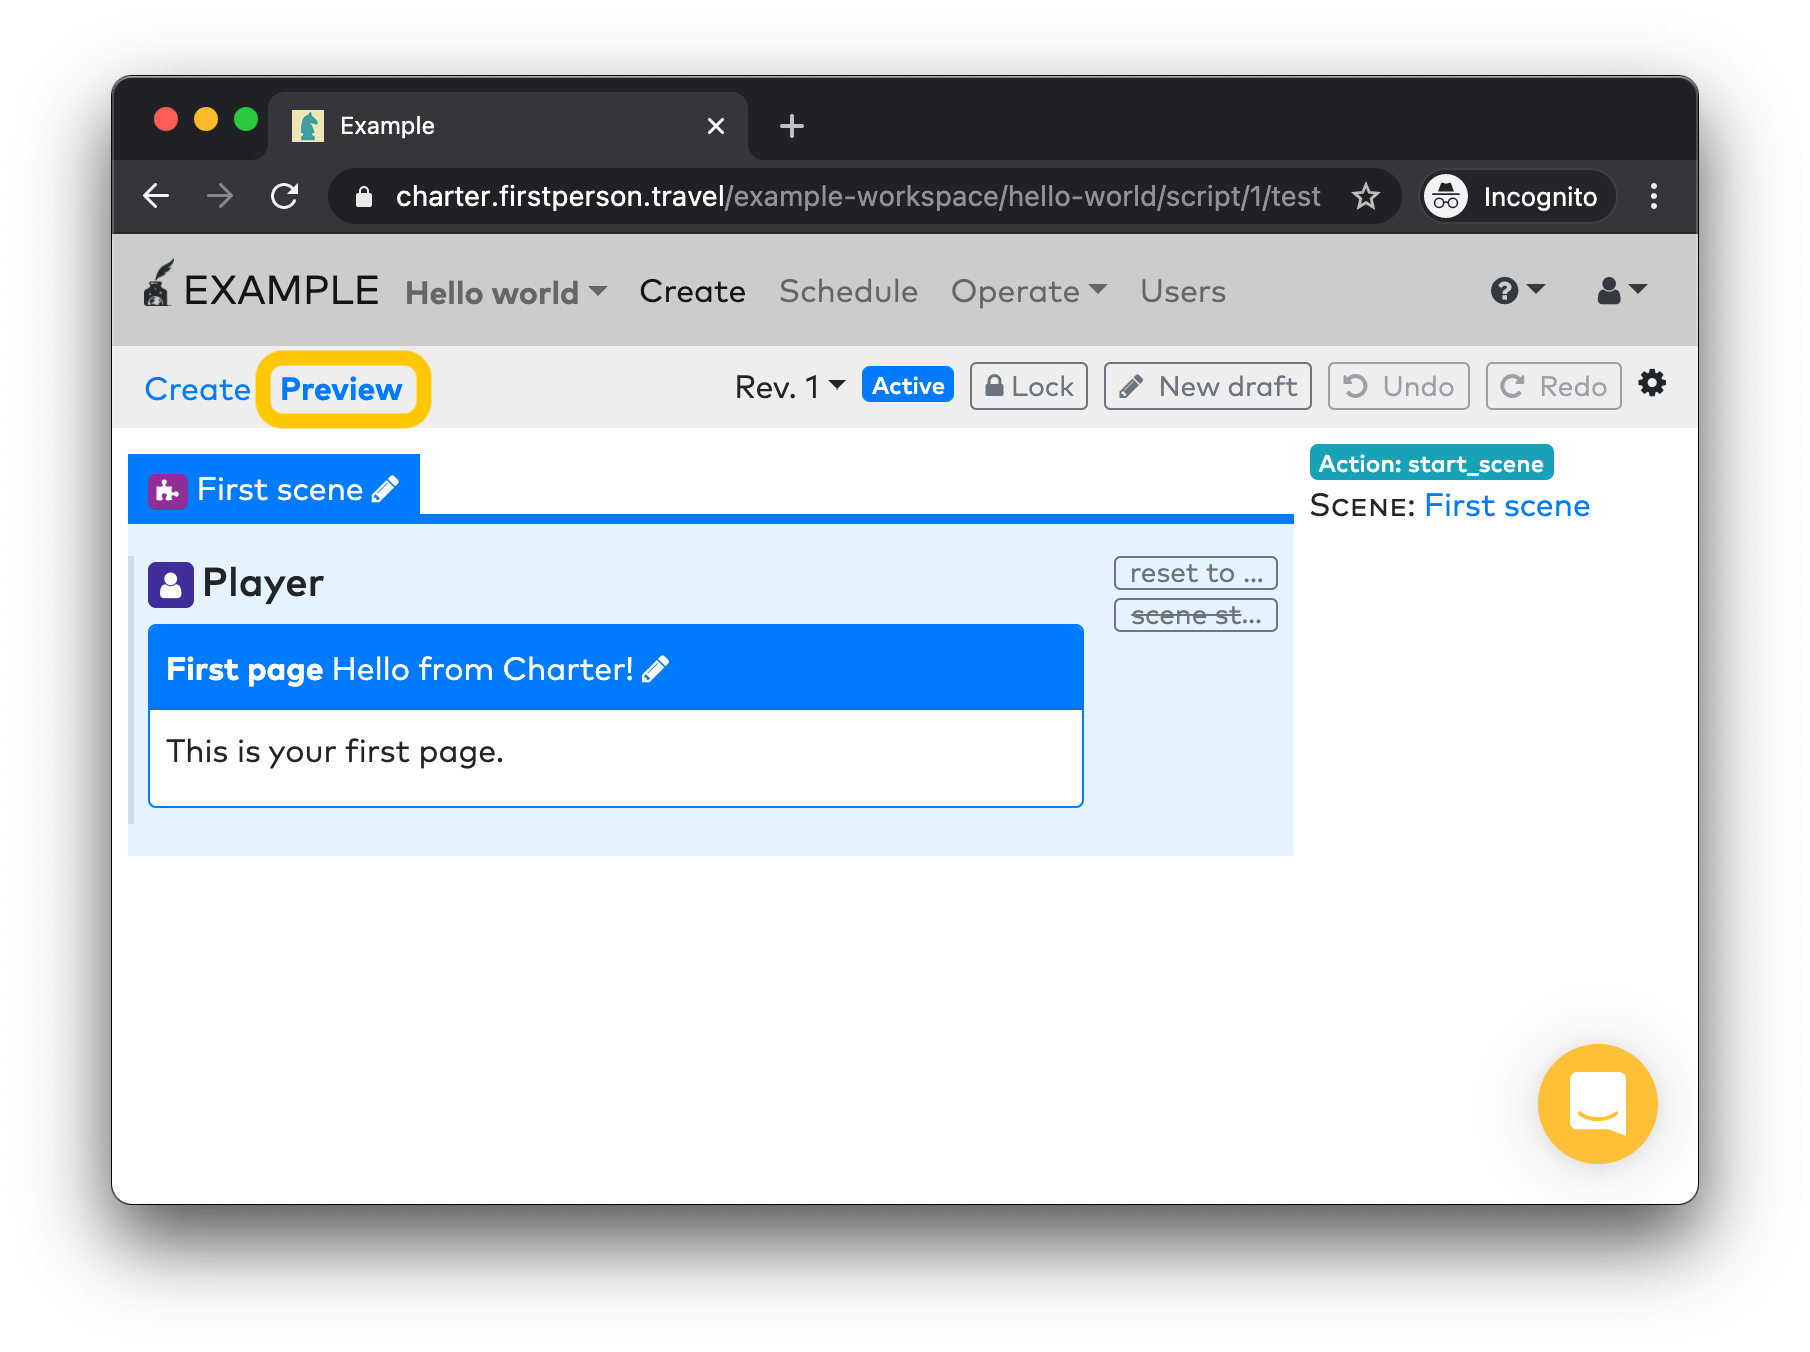 Example
charter.firstperson.travel/example-workspace/hello-world/script/1/test
Incognito
EXAMPLE Hello world Create Schedule Operate Users
Create Preview Rev. 1 Active Lock New draft Undo Redo
First scene
Action: start_scene
SCENE: First scene
Player
reset to ...
scene st...
First page Hello from Charter!
This is your first page.